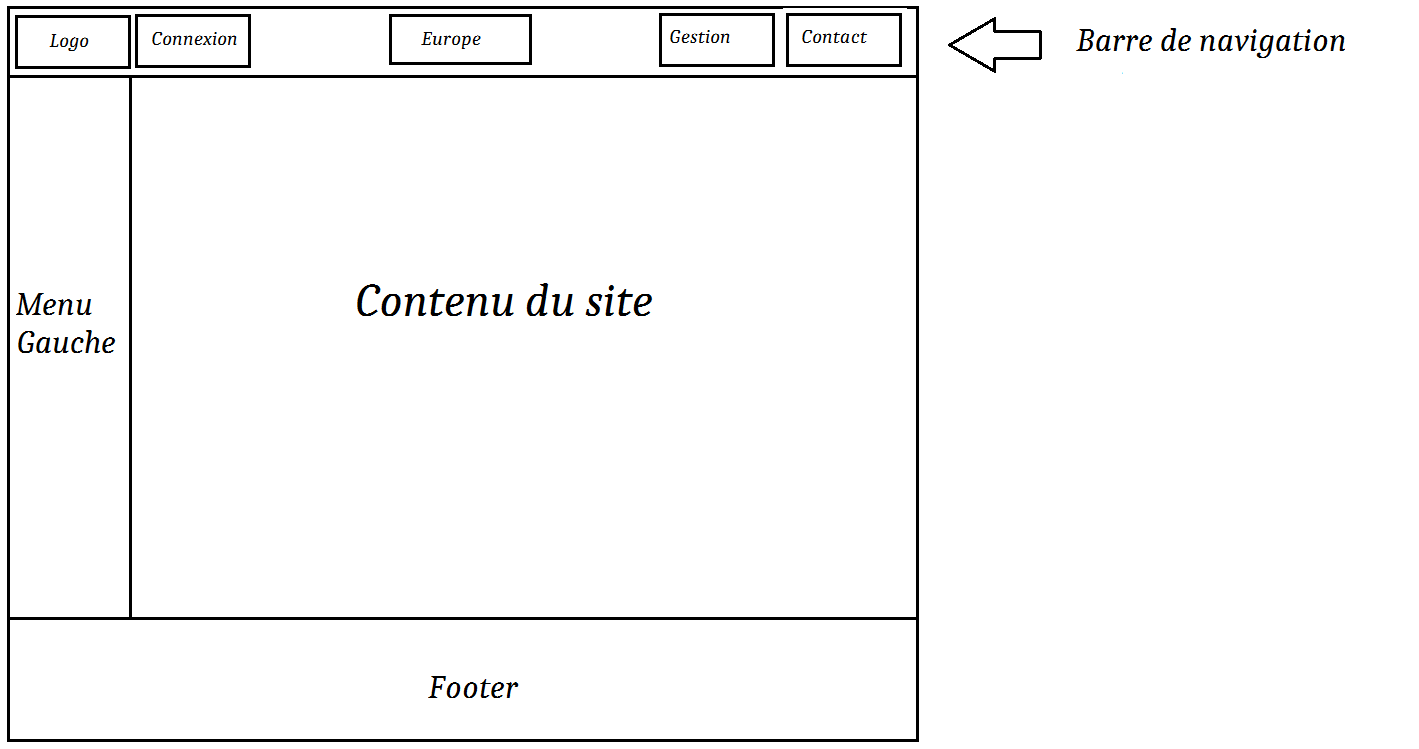 Logo
Connexion
Europe
Gestion
Contact
Barre de navigation
Menu
Gauche
Contenu du site
Footer